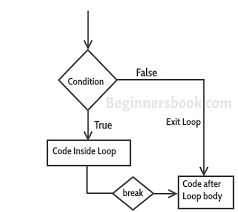 Beginnersbook.com
Condition
False
True
Exit Loop
Code Inside Loop
break
Code after
Loop body